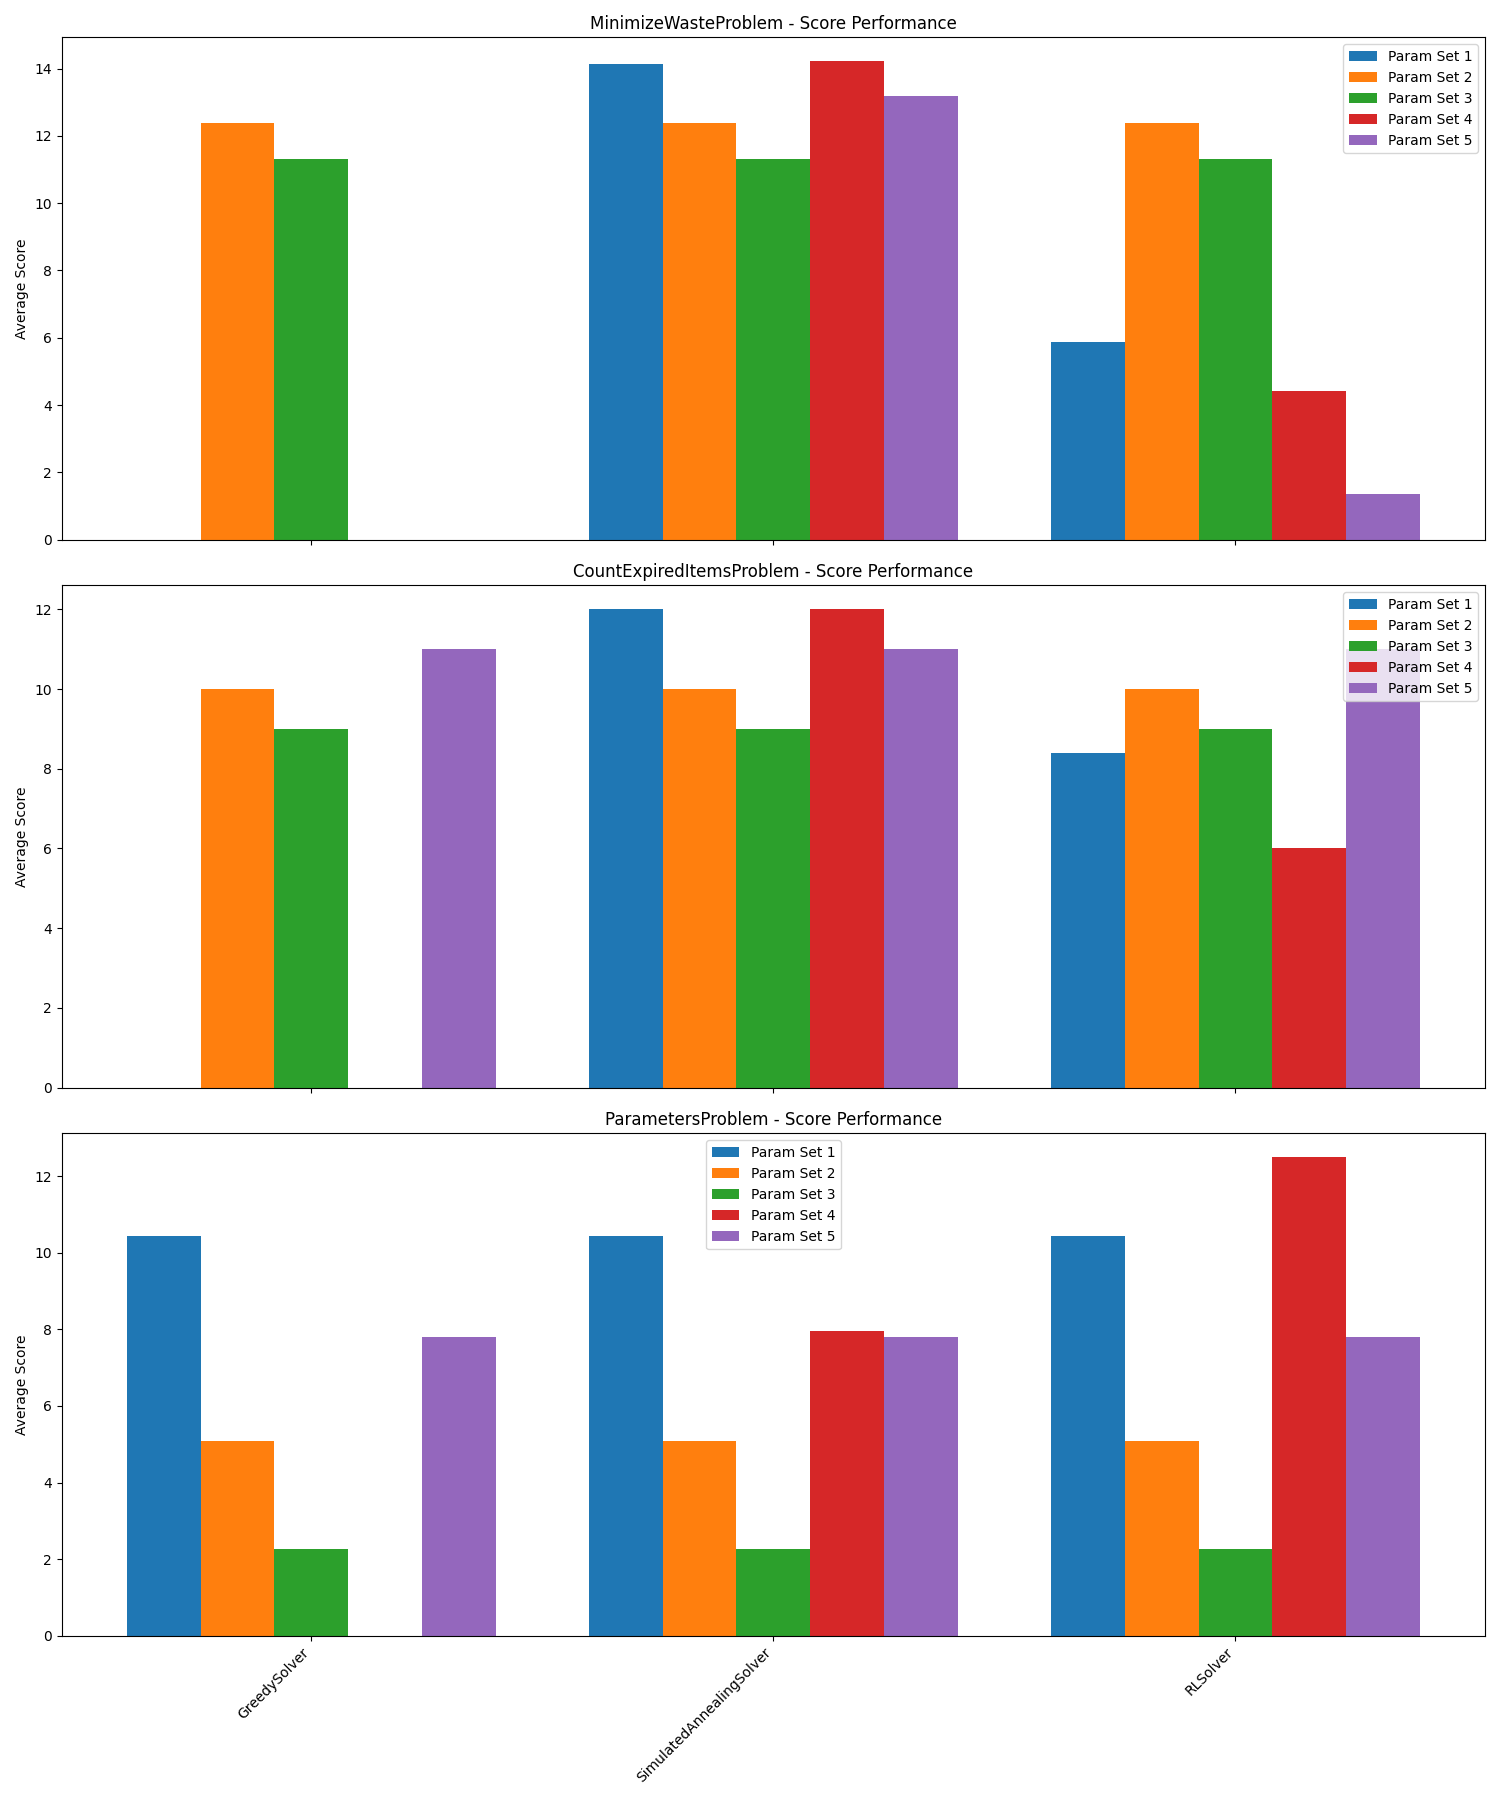 MinimizeWasteProblem - Score Performance
Average Score
14
12
10
8
6
4
2
0
Param Set 1
Param Set 2
Param Set 3
Param Set 4
Param Set 5
CountExpiredItemsProblem - Score Performance
Average Score
12
10
8
6
4
2
0
Param Set 1
Param Set 2
Param Set 3
Param Set 4
Param Set 5
ParametersProblem - Score Performance
Average Score
12
10
8
6
4
2
0
Param Set 1
Param Set 2
Param Set 3
Param Set 4
Param Set 5
GreedySolver
SimulatedAnnealingSolver
RLSolver